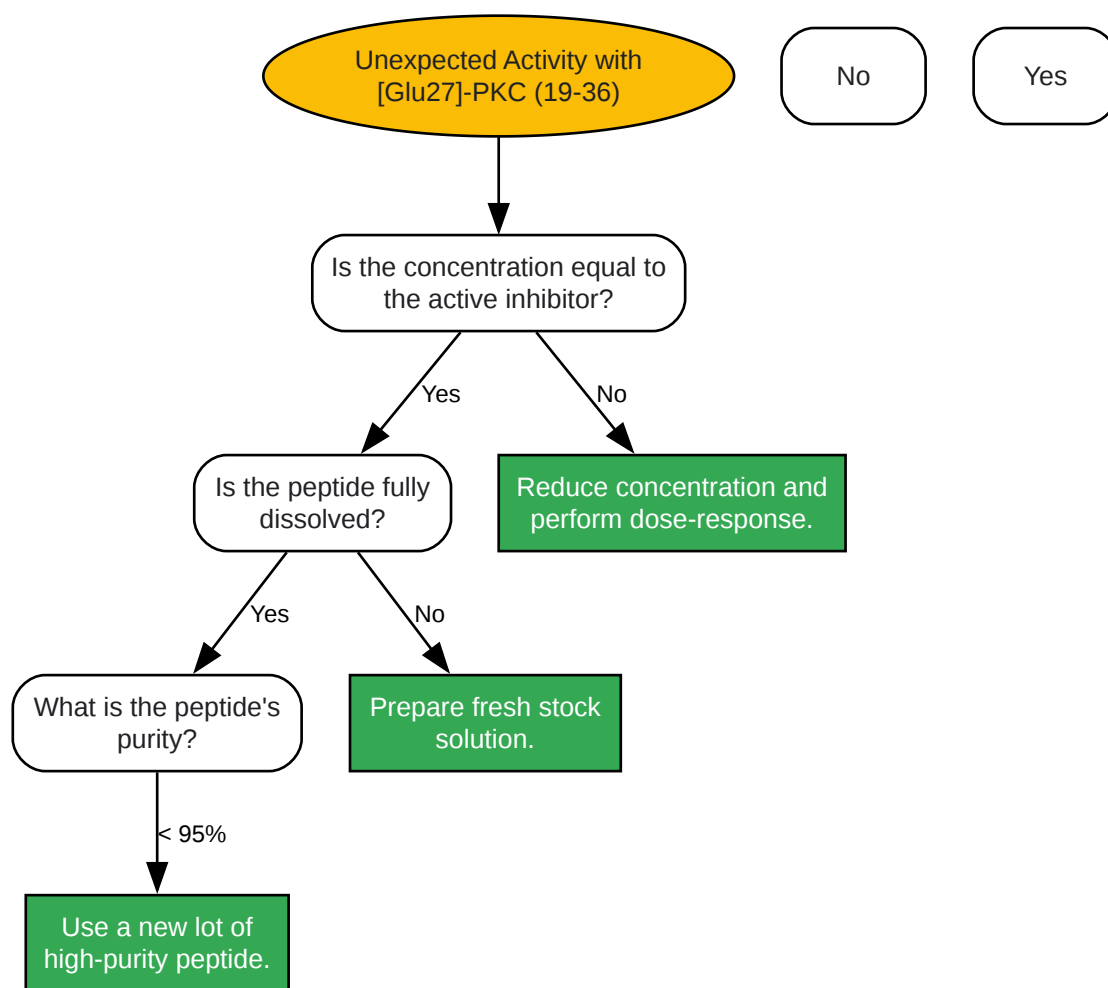 Unexpected Activity with
[Glu27]-PKC (19-36)
No
Yes
Is the concentration equal to
the active inhibitor?
Yes
No
Is the peptide fully
dissolved?
Reduce concentration and
perform dose-response.
Yes
No
What is the peptide's
purity?
Prepare fresh stock
solution.
< 95%
Use a new lot of
high-purity peptide.